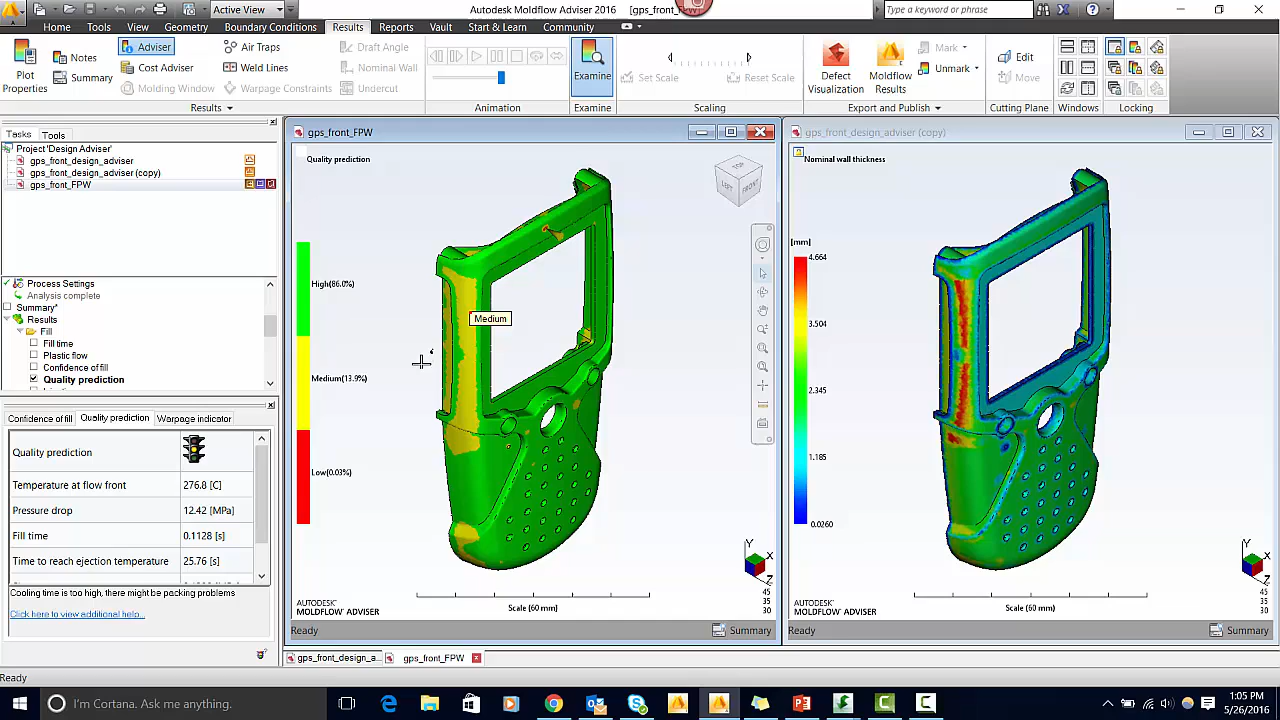 Active View
Autodesk Moldflow Adviser 2016
Type a keyword or phrase
Home
Tools
View
Geometry
Boundary Conditions
Results
Reports
Vault
Start & Learn
Community
Plot Properties
Notes
Summary
Adviser
Cost Adviser
Molding Window
Air Traps
Weld Lines
Warpage Constraints
Draft Angle
Nominal Wall
Undercut
Examine
Set Scale
Reset Scale
Defect Visualization
Moldflow Results
Mark
Unmark
Edit
Move
Results
Animation
Examine
Scaling
Export and Publish
Cutting Plane
Windows
Locking
Tasks
Tools
Project 'Design Adviser'
gps_front_design_adviser
gps_front_design_adviser (copy)
gps_front_FPW
Process Settings
Analysis complete
Summary*
Results
Fill
Fill time
Plastic flow
Confidence of fill
Quality prediction
Confidence of fill
Quality prediction
Warpage indicator
Quality prediction
Temperature at flow front 276.8 [C]
Pressure drop 12.42 [MPa]
Fill time 0.1128 [s]
Time to reach ejection temperature 25.76 [s]
Cooling time is too high, there might be packing problems
Click here to view additional help...
gps_front_FPW
Quality prediction
High(86.0%)
Medium(13.9%)
Low(0.03%)
Medium
TOP
LEFT
FRONT
AUTODESK
MOLDFLOW ADVISER
Scale (60 mm)
Y
X
Z
45
35
30
Ready
Summary
gps_front_design_adviser (copy)
Nominal wall thickness
[mm]
4.664
3.504
2.345
1.185
0.0260
AUTODESK
MOLDFLOW ADVISER
Scale (60 mm)
Y
X
Z
45
35
30
Ready
Summary
gps_front_design_a...
gps_front_FPW
Ready
I'm Cortana. Ask me anything.
1:05 PM
5/26/2016